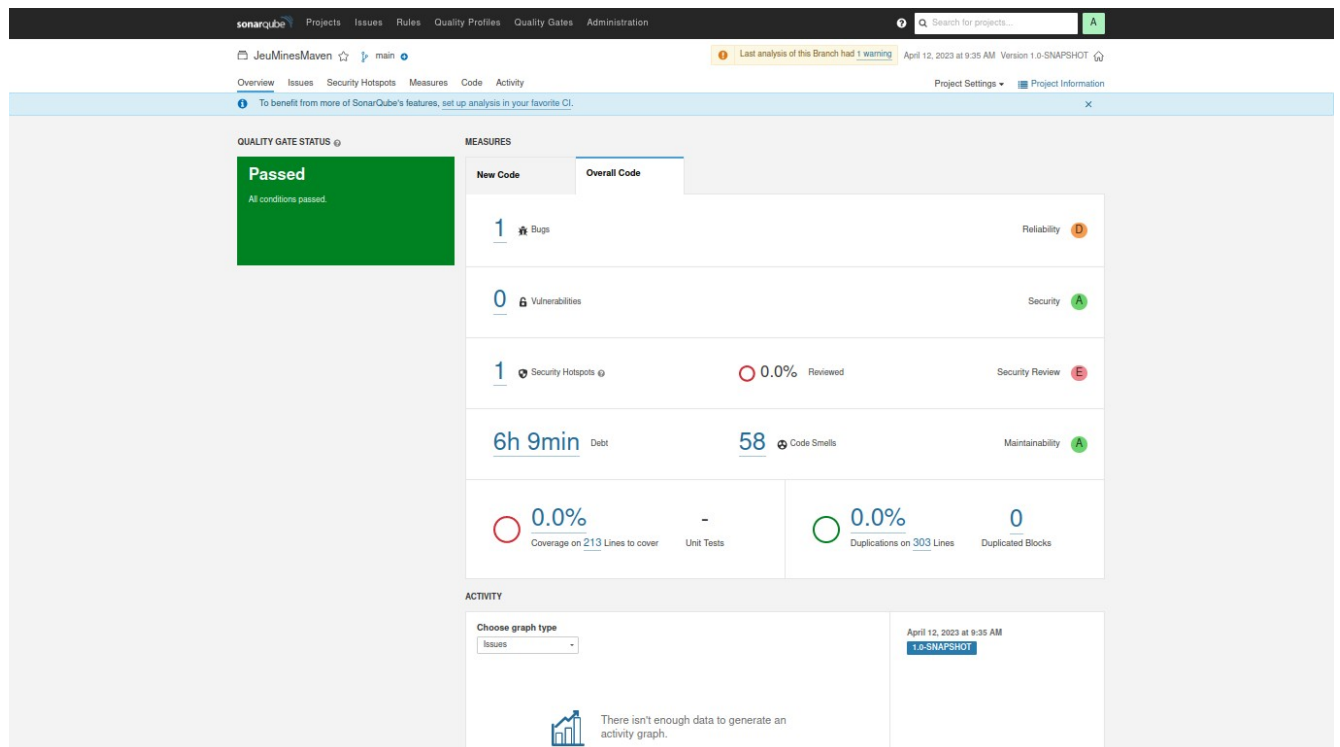 sonarqube Projects Issues Rules Quality Profiles Quality Gates Administration ? Search for projects... A
JeuMinesMaven main Last analysis of this Branch had 1 warning April 12, 2023 at 9:35 AM Version 1.0-SNAPSHOT
Overview Issues Security Hotspots Measures Code Activity Project Settings Project Information
To benefit from more of SonarQube's features, set up analysis in your favorite CI.
QUALITY GATE STATUS
Passed
All conditions passed.
MEASURES
New Code Overall Code
1 Bugs Reliability D
0 Vulnerabilities Security A
1 Security Hotspots 0.0% Reviewed Security Review E
6h 9min Debt 58 Code Smells Maintainability A
0.0% - 0.0% 0
Coverage on 213 Lines to cover Unit Tests Duplications on 303 Lines Duplicated Blocks
ACTIVITY
Choose graph type
Issues
April 12, 2023 at 9:35 AM
1.0-SNAPSHOT
There isn't enough data to generate an
activity graph.